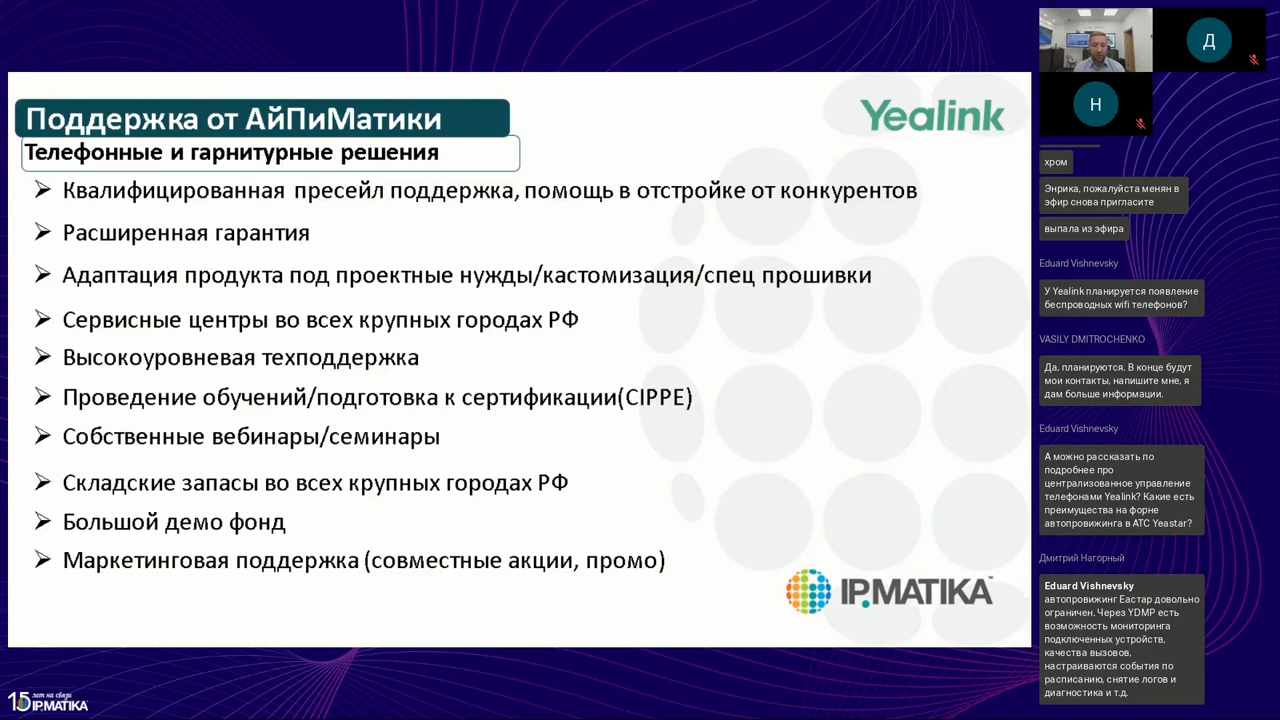 Поддержка от АйПиМатики
Yealink
Телефонные и гарнитурные решения
Квалифицированная пресейл поддержка, помощь в отстройке от конкурентов
Расширенная гарантия
Адаптация продукта под проектные нужды/кастомизация/спец прошивки
Сервисные центры во всех крупных городах РФ
Высокоуровневая техподдержка
Проведение обучений/подготовка к сертификации(CIPPE)
Собственные вебинары/семинары
Складские запасы во всех крупных городах РФ
Большой демо фонд
Маркетинговая поддержка (совместные акции, промо)
IP.MATIKA™
15 лет на связи
IP.MATIKA
Д
Н
хром
Энрика, пожалуйста менян в
эфир снова пригласите
выпала из эфира
Eduard Vishnevsky
У Yealink планируется появление
беспроводных wifi телефонов?
VASILY DMITROCHENKO
Да, планируются. В конце будут
мои контакты, напишите мне, я
дам больше информации.
Eduard Vishnevsky
А можно рассказать по
подробнее про
централизованное управление
телефонами Yealink? Какие есть
преимущества на форне
автопровижинга в АТС Yeastar?
Дмитрий Нагорный
Eduard Vishnevsky
автопровижинг Еастар довольно
ограничен. Через YDMP есть
возможность мониторинга
подключенных устройств,
качества вызовов,
настраиваются события по
расписанию, снятие логов и
диагностика и т.д.